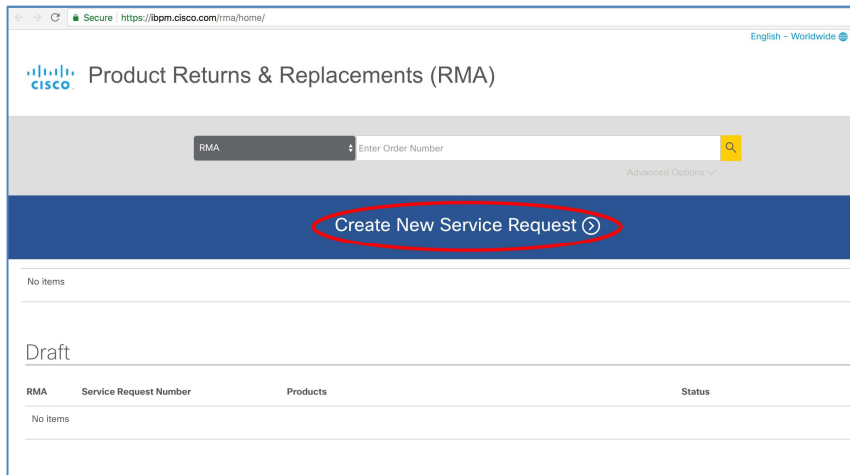 Secure https://ibpm.cisco.com/rma/home/
English - Worldwide
CISCO Product Returns & Replacements (RMA)
RMA Enter Order Number
Advanced Options
Create New Service Request
No items
Draft
RMA Service Request Number Products Status
No items